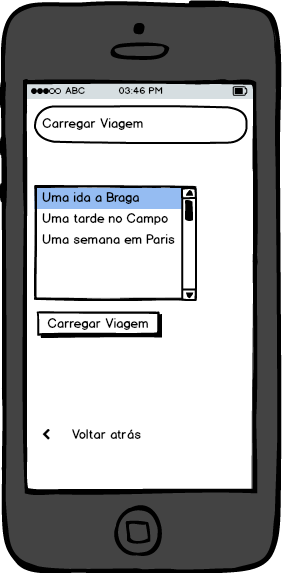 ABC 03:46 PM
Carregar Viagem
Uma ida a Braga
Uma tarde no Campo
Uma semana em Paris
Carregar Viagem
Voltar atrás